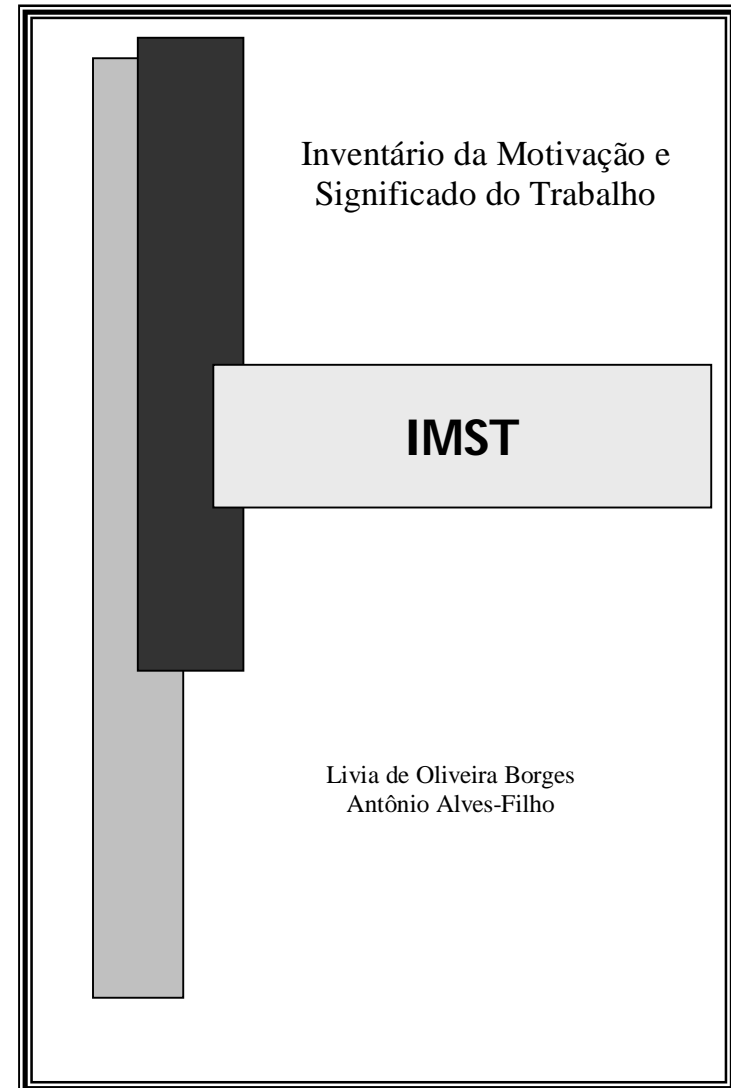 Inventário da Motivação e
Significado do Trabalho
IMST
Livia de Oliveira Borges
Antônio Alves-Filho